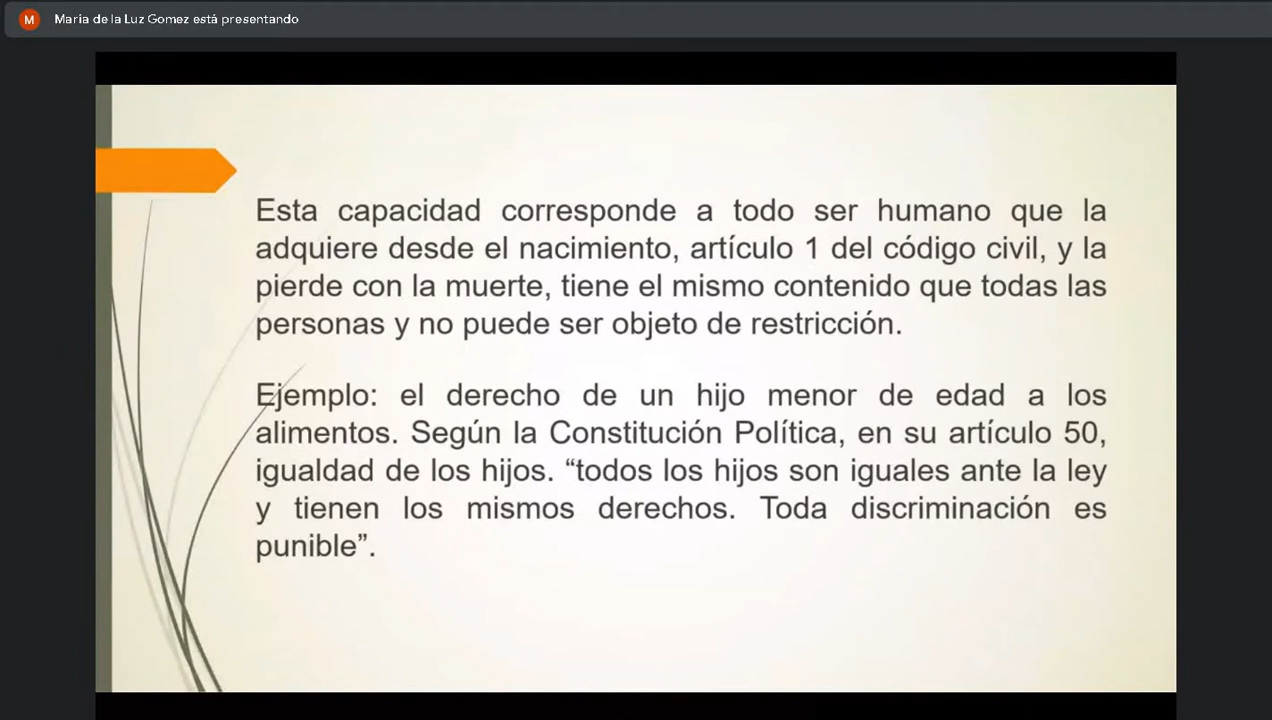 M
Maria de la Luz Gomez está presentando
Esta capacidad corresponde a todo ser humano que la
adquiere desde el nacimiento, artículo 1 del código civil, y la
pierde con la muerte, tiene el mismo contenido que todas las
personas y no puede ser objeto de restricción.
Ejemplo: el derecho de un hijo menor de edad a los
alimentos. Según la Constitución Política, en su artículo 50,
igualdad de los hijos. “todos los hijos son iguales ante la ley
y tienen los mismos derechos. Toda discriminación es
punible”.